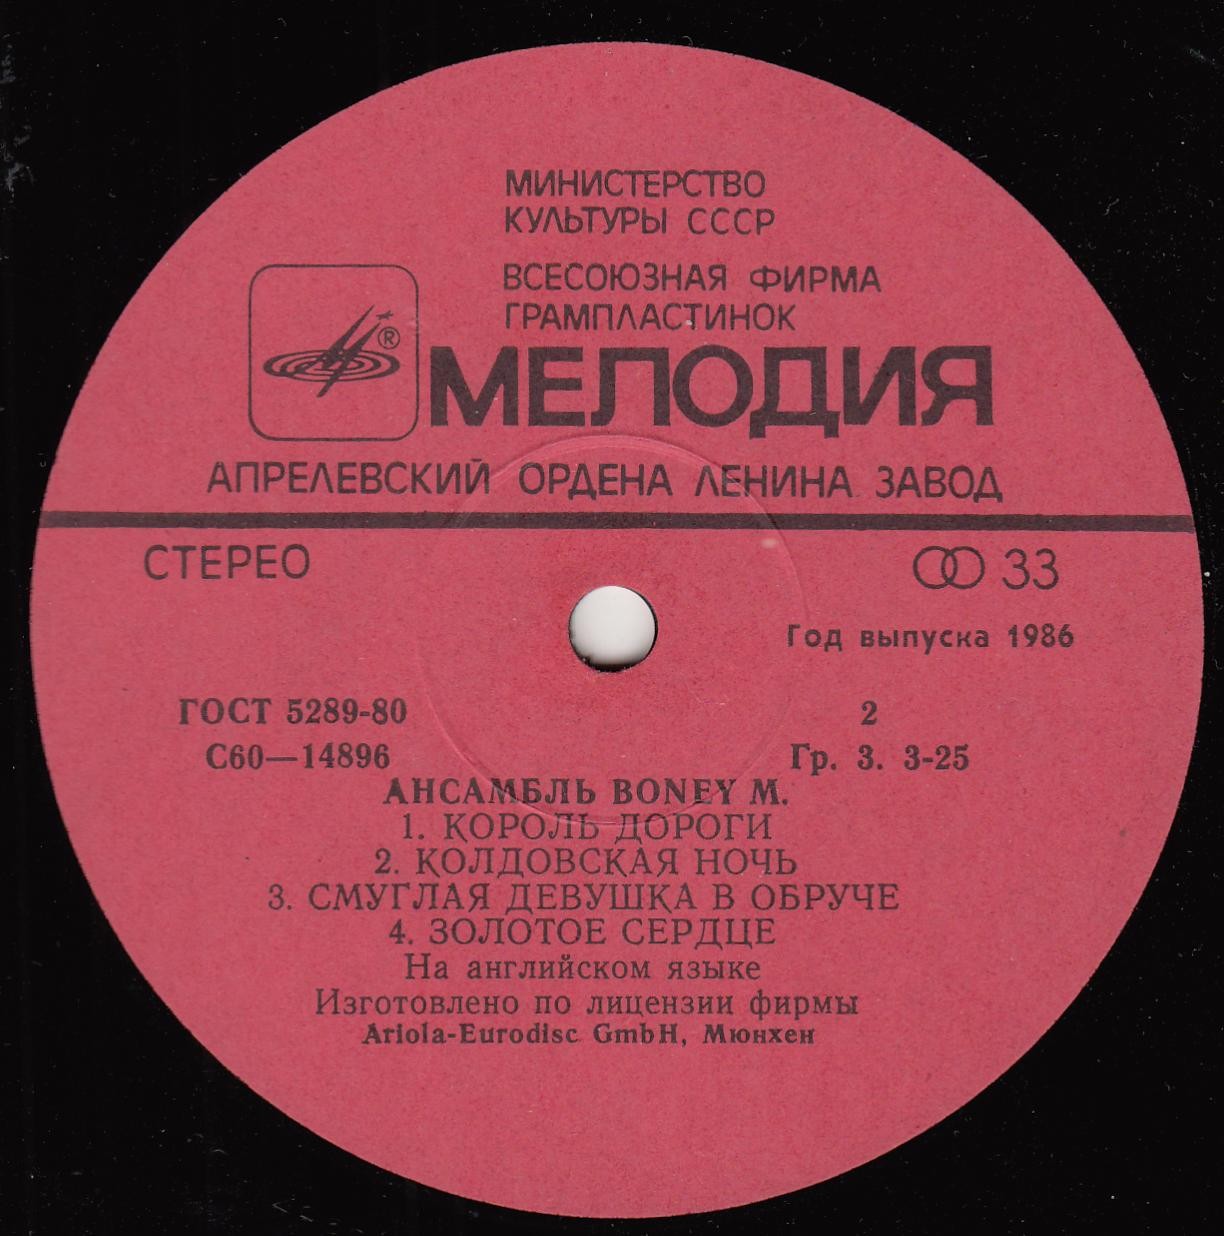 МИНИСТЕРСТВО
КУЛЬТУРЫ СССР
ВСЕСОЮЗНАЯ ФИРМА
ГРАМПЛАСТИНОК
®
МЕЛОДИЯ
АПРЕЛЕВСКИЙ ОРДЕНА ЛЕНИНА ЗАВОД
СТЕРЕО 33
Год выпуска 1986
ГОСТ 5289-80 2
С60—14896 Гр. 3. 3-25
АНСАМБЛЬ BONEY M.
1. КОРОЛЬ ДОРОГИ
2. КОЛДОВСКАЯ НОЧЬ
3. СМУГЛАЯ ДЕВУШКА В ОБРУЧЕ
4. ЗОЛОТОЕ СЕРДЦЕ
На английском языке
Изготовлено по лицензии фирмы
Ariola-Eurodisc GmbH, Мюнхен